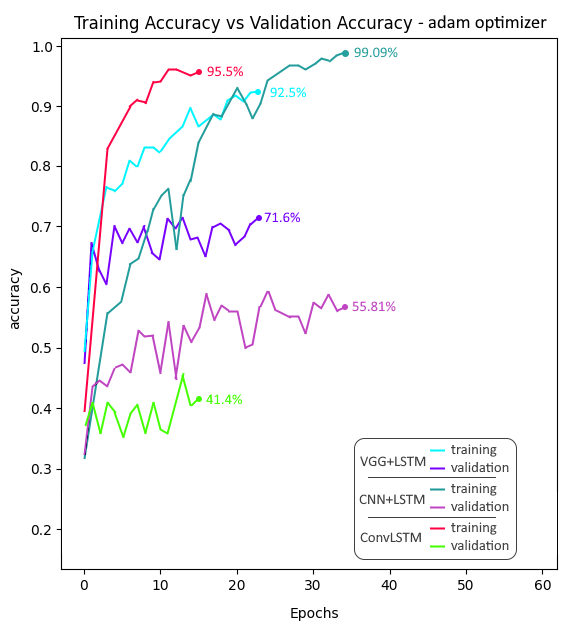 Training Accuracy vs Validation Accuracy - adam optimizer
1.0
0.9
0.8
0.7
0.6
0.5
0.4
0.3
0.2
accuracy
99.09%
95.5%
92.5%
71.6%
55.81%
41.4%
VGG+LSTM training
validation
CNN+LSTM training
validation
ConvLSTM training
validation
0 10 20 30 40 50 60
Epochs